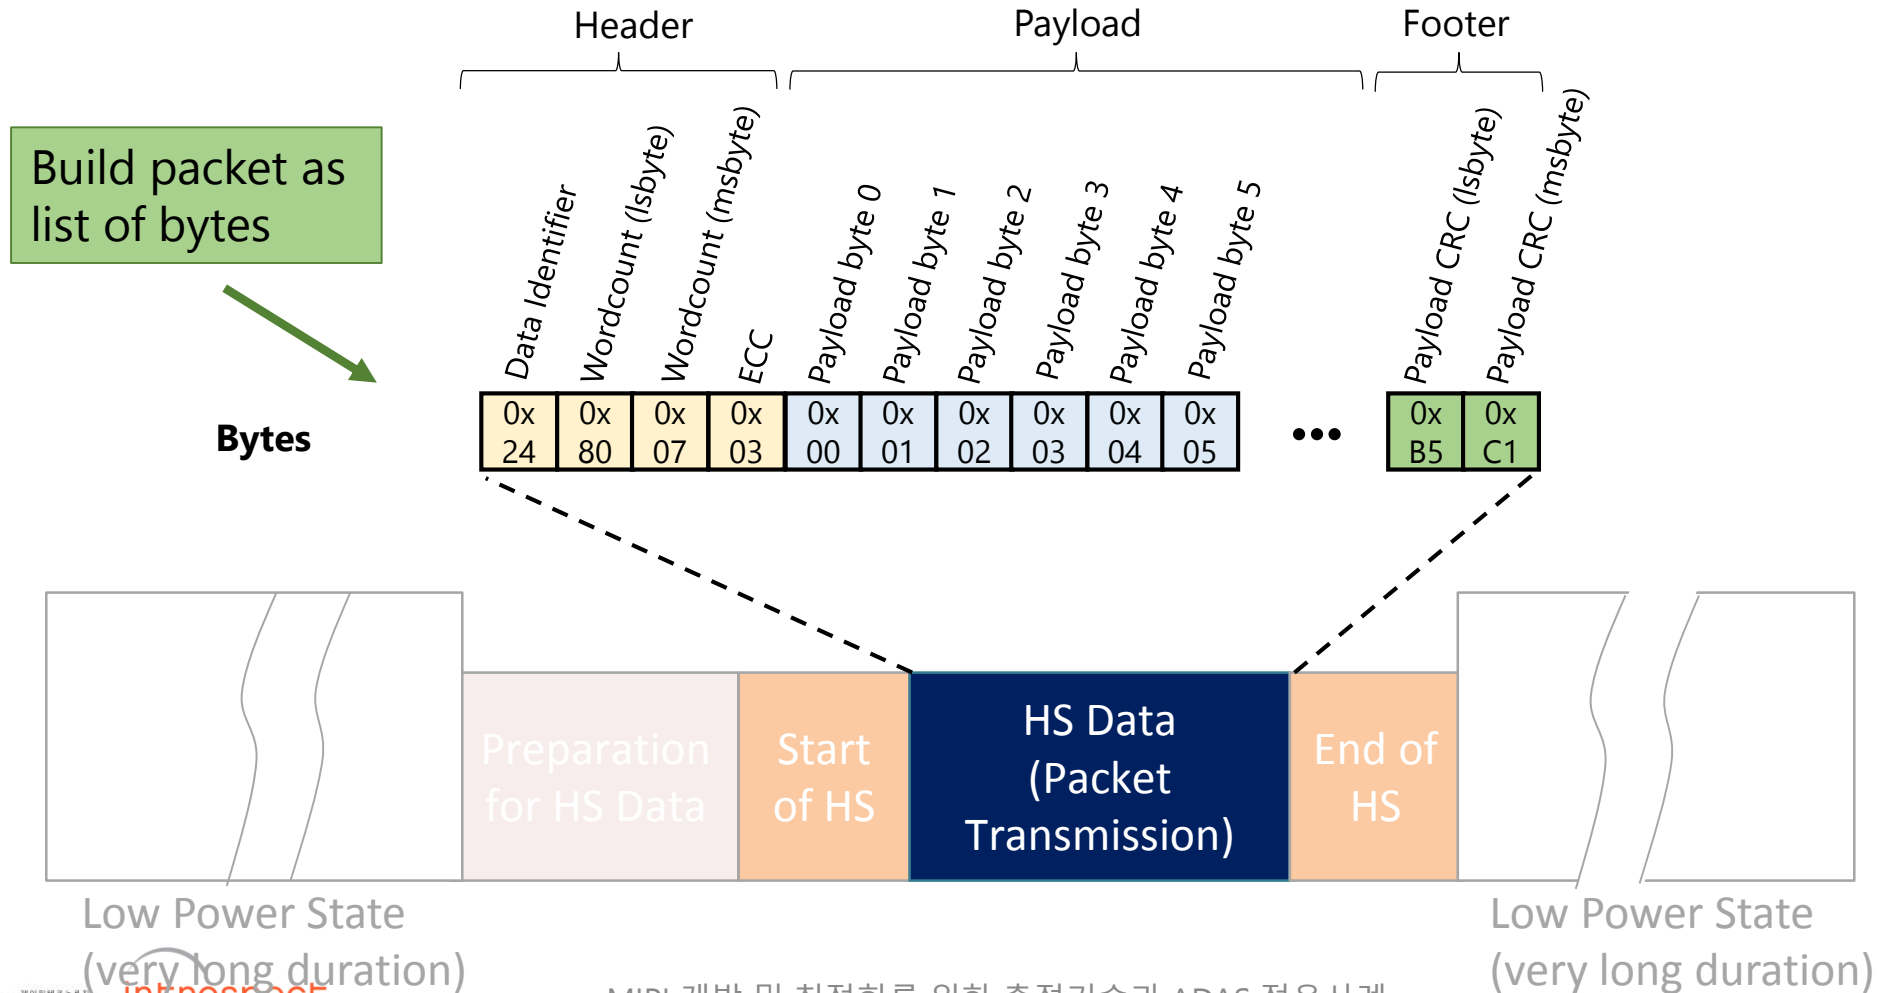 Header
Payload
Footer
Build packet as
list of bytes
Data Identifier
Wordcount (lsbyte)
Wordcount (msbyte)
ECC
Payload byte 0
Payload byte 1
Payload byte 2
Payload byte 3
Payload byte 4
Payload byte 5
Payload CRC (lsbyte)
Payload CRC (msbyte)
Bytes
0x 0x 0x 0x 0x 0x 0x 0x 0x 0x 0x 0x
24 80 07 03 00 01 02 03 04 05 ••• B5 C1
Preparation
for HS Data
Start
of HS
HS Data
(Packet
Transmission)
End of
HS
Low Power State
(very long duration)
Low Power State
(very long duration)